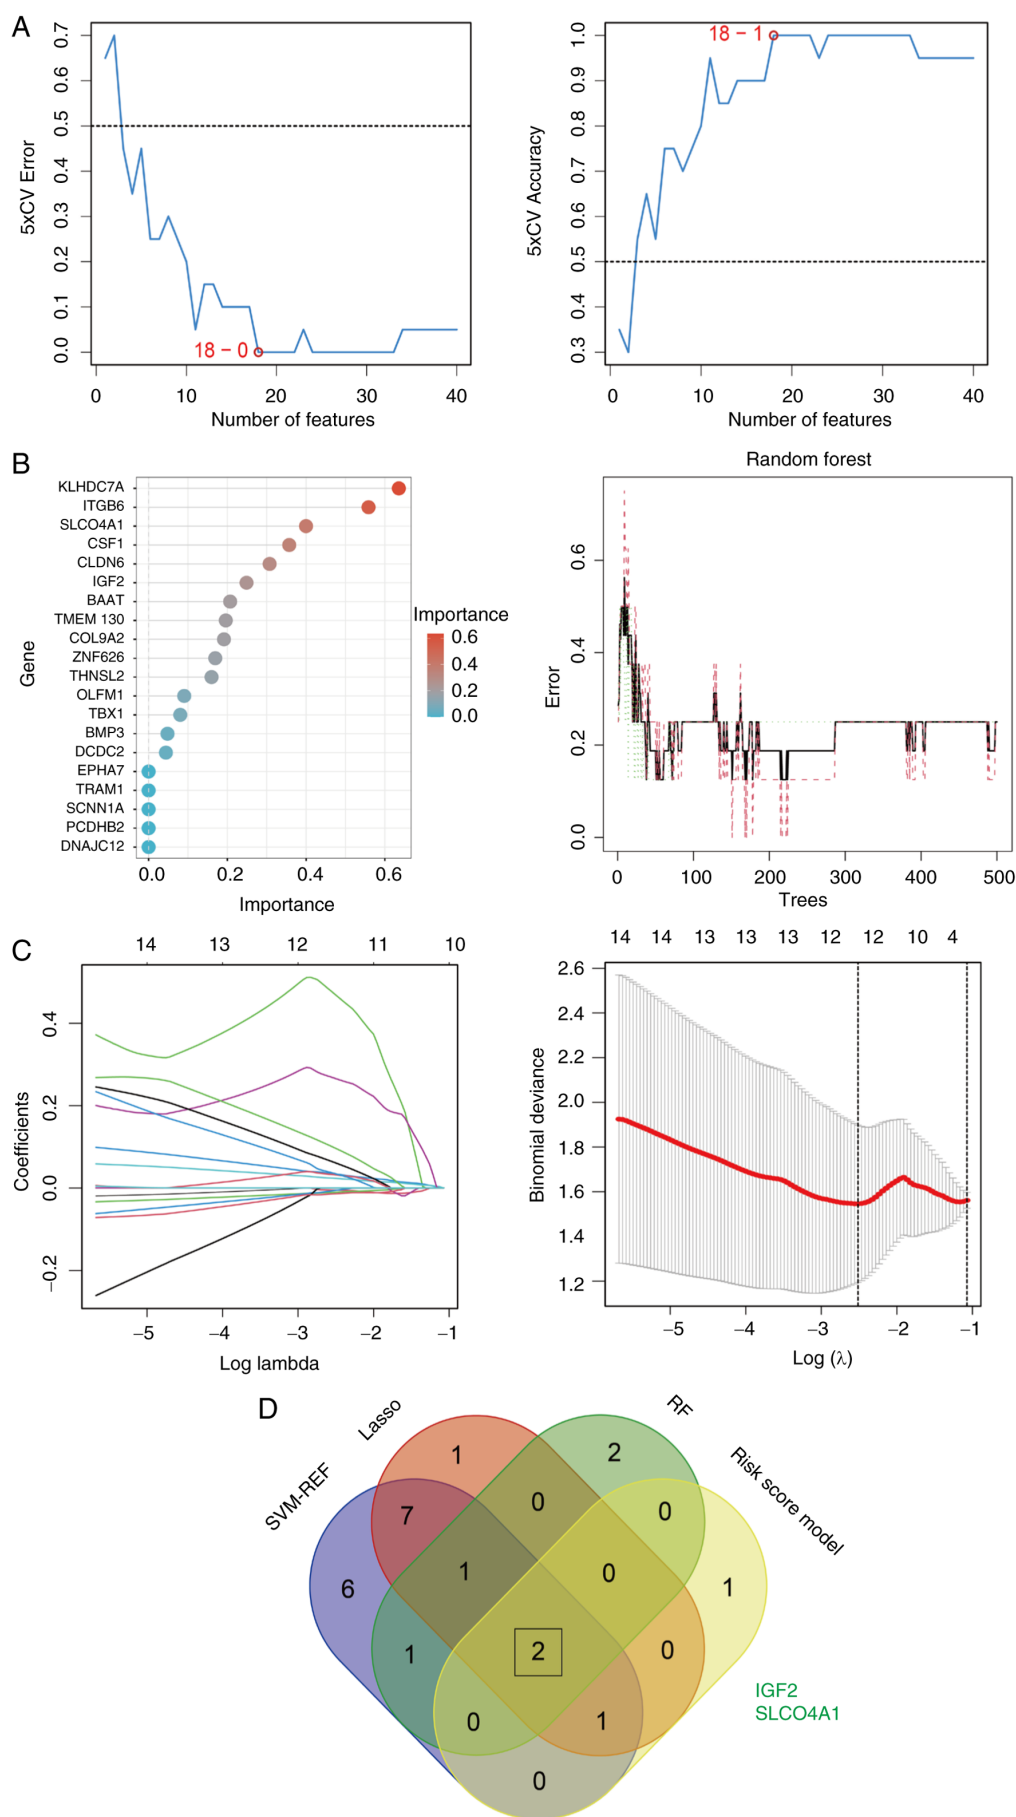 A
5xCV Error
0.7
0.6
0.5
0.4
0.3
0.2
0.1
0.0
18 – 0
0 10 20 30 40
Number of features
5xCV Accuracy
1.0
0.9
0.8
0.7
0.6
0.5
0.4
0.3
18 – 1
0 10 20 30 40
Number of features
B
Gene
KLHDC7A
ITGB6
SLCO4A1
CSF1
CLDN6
IGF2
BAAT
TMEM 130
COL9A2
ZNF626
THNSL2
OLFM1
TBX1
BMP3
DCDC2
EPHA7
TRAM1
SCNN1A
PCDHB2
DNAJC12
0.0 0.2 0.4 0.6
Importance
Importance
0.6
0.4
0.2
0.0
Random forest
Error
0.6
0.4
0.2
0.0
0 100 200 300 400 500
Trees
C
14 13 12 11 10
Coefficients
0.4
0.2
0.0
–0.2
–5 –4 –3 –2 –1
Log lambda
14 14 13 13 13 12 12 10 4
Binomial deviance
2.6
2.4
2.2
2.0
1.8
1.6
1.4
1.2
–5 –4 –3 –2 –1
Log (λ)
D
SVM-REF
Lasso
RF
Risk score model
1
2
7
0
0
6
1
0
1
1
2
0
0
1
0
IGF2
SLCO4A1